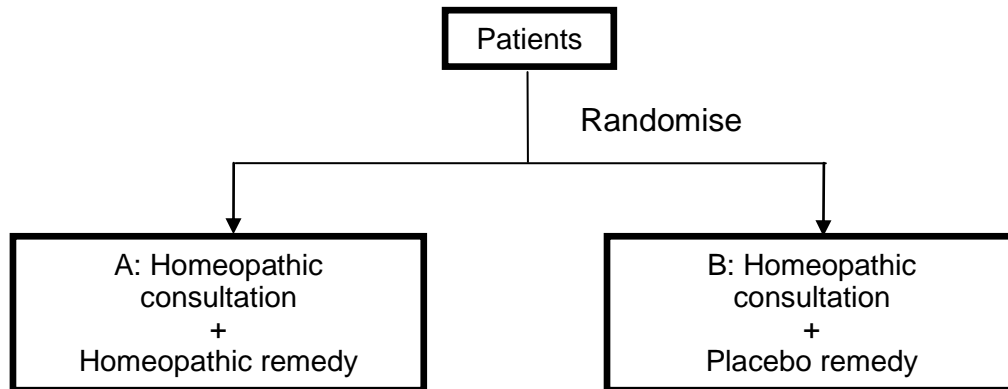 Patients
Randomise
A: Homeopathic
consultation
+
Homeopathic remedy
B: Homeopathic
consultation
+
Placebo remedy